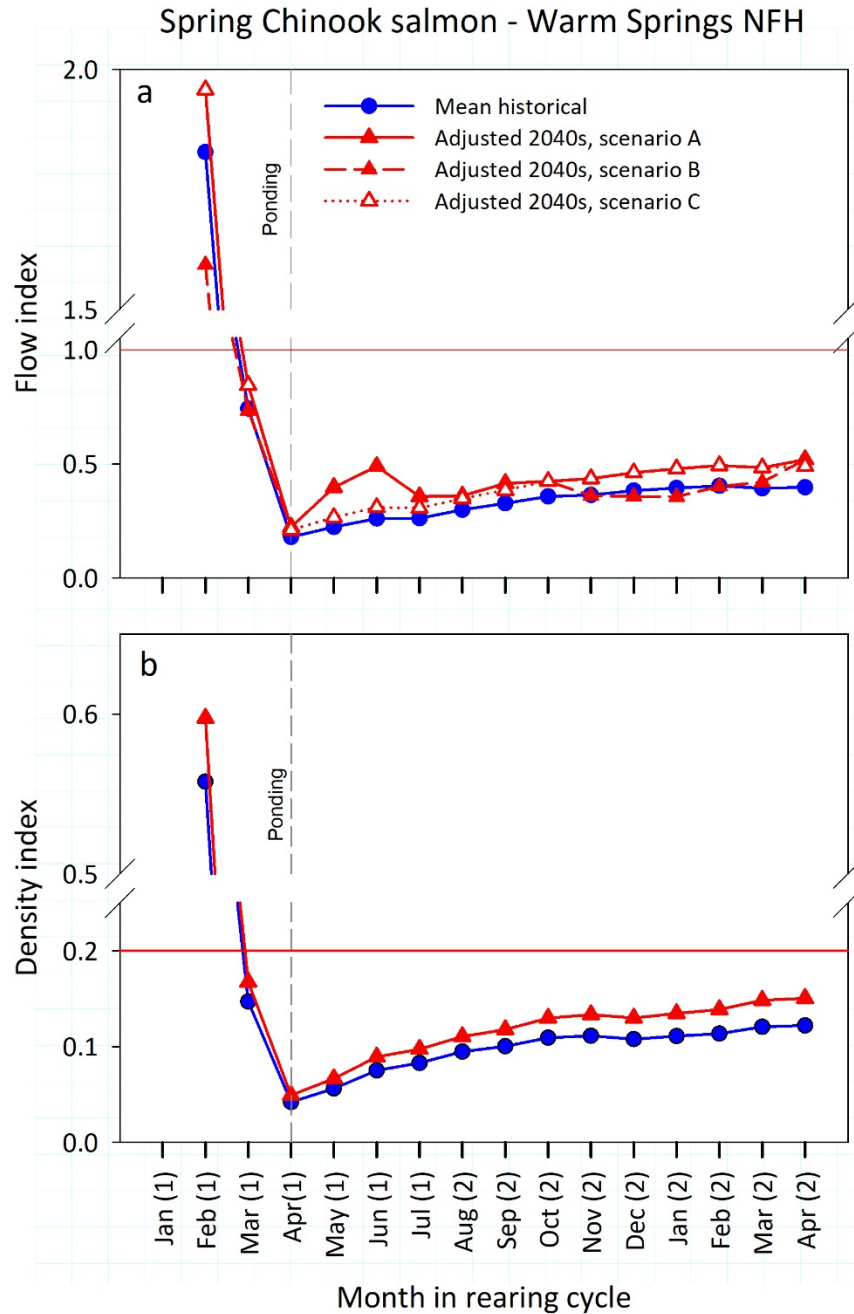 Spring Chinook salmon - Warm Springs NFH
a
Mean historical
Adjusted 2040s, scenario A
Adjusted 2040s, scenario B
Adjusted 2040s, scenario C
Ponding
Flow index
2.0
1.5
1.0
0.5
0.0
b
Ponding
Density index
0.6
0.5
0.2
0.1
0.0
Jan (1)
Feb (1)
Mar (1)
Apr(1)
May (1)
Jun (1)
Jul (1)
Aug (2)
Sep (2)
Oct (2)
Nov (2)
Dec (2)
Jan (2)
Feb (2)
Mar (2)
Apr (2)
Month in rearing cycle